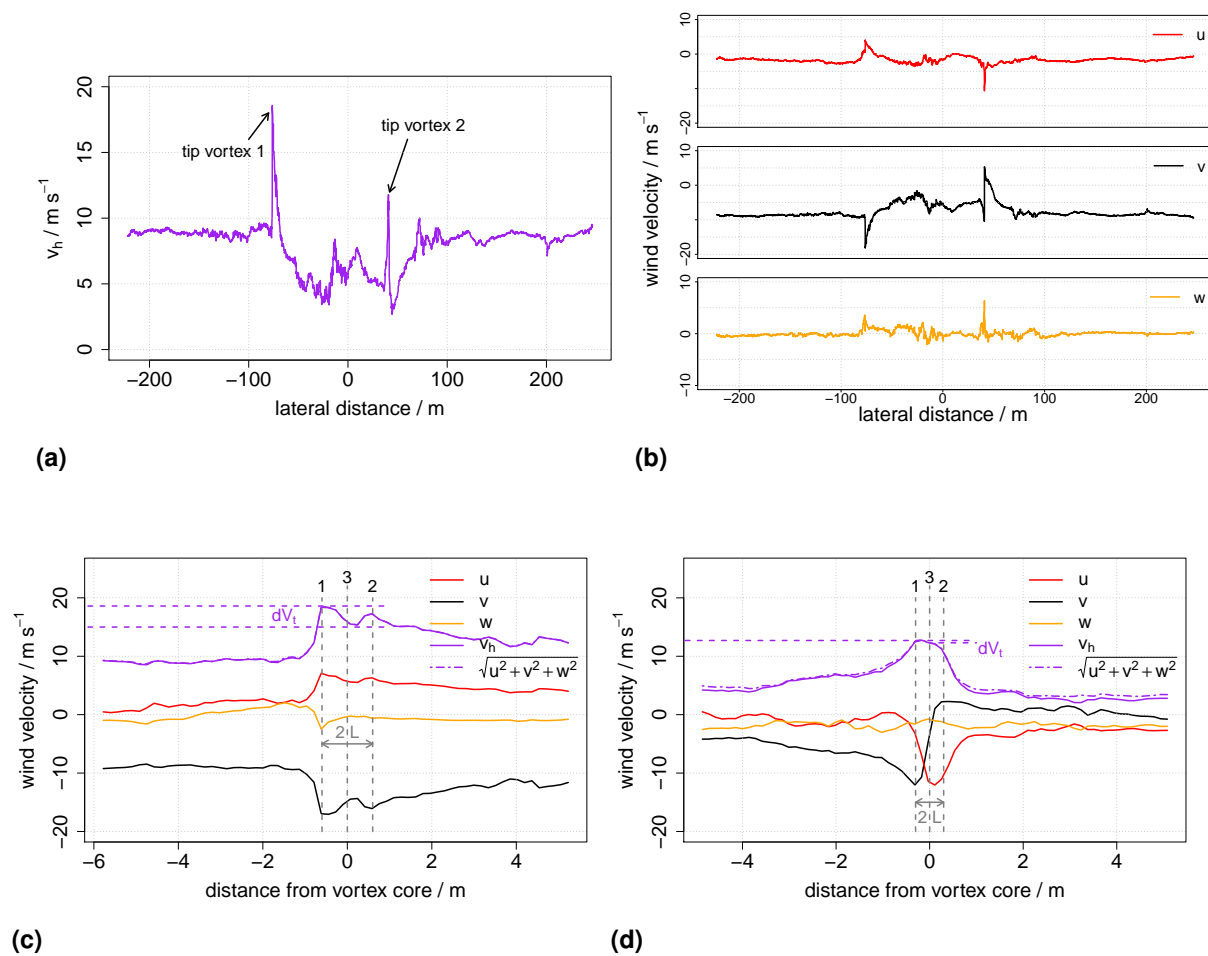 20
15
10
5
0
v_h / m s⁻¹
tip vortex 1
tip vortex 2
−200 −100 0 100 200
lateral distance / m
(a)
10
0
−20
u
10
0
−20
v
10
0
−10
w
wind velocity / m s⁻¹
−200 −100 0 100 200
lateral distance / m
(b)
20
10
0
−10
−20
wind velocity / m s⁻¹
1 3 2
dV_t
2 L
u
v
w
v_h
√u² + v² + w²
−6 −4 −2 0 2 4
distance from vortex core / m
(c)
20
10
0
−10
−20
wind velocity / m s⁻¹
1 3 2
dV_t
2 L
u
v
w
v_h
√u² + v² + w²
−4 −2 0 2 4
distance from vortex core / m
(d)